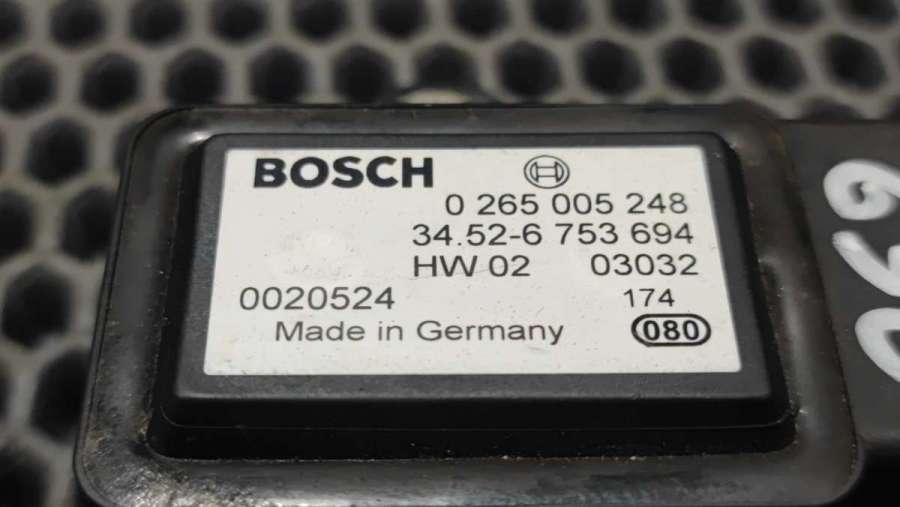 BOSCH
0 265 005 248
34.52-6 753 694
HW 02 03032
0020524 174
Made in Germany 080
069